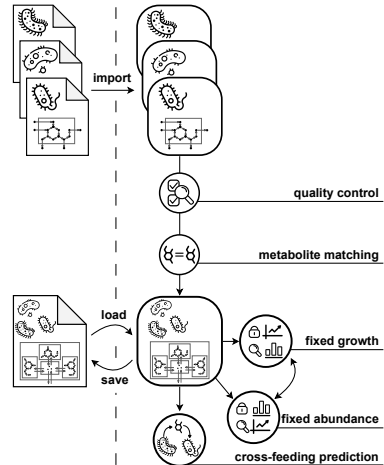 import
quality control
metabolite matching
load
save
fixed growth
fixed abundance
cross-feeding prediction